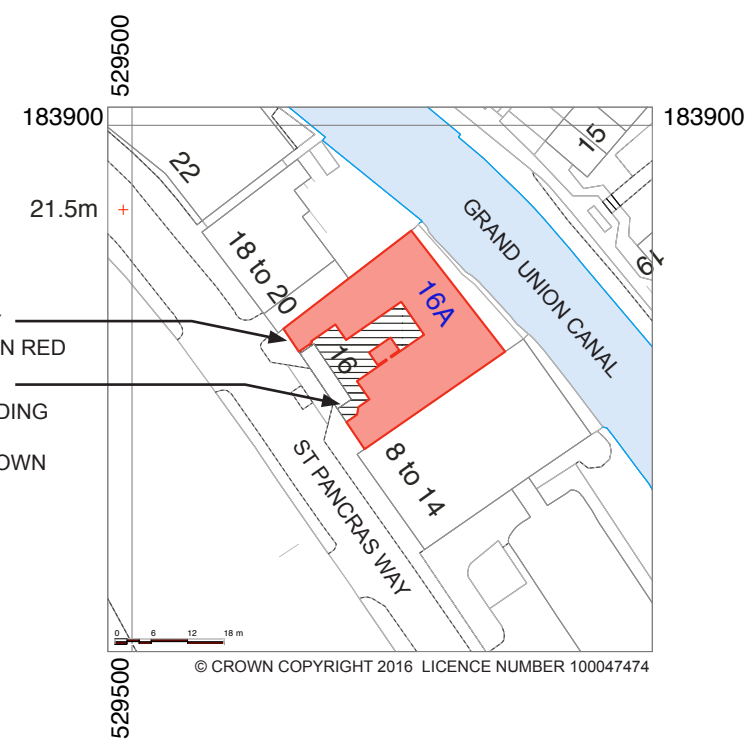 529500
183900
183900
22
15
21.5m
GRAND UNION CANAL
18 to 20
16A
N RED
16
DING
OWN
8 to 14
ST PANCRAS WAY
0 6 12 18 m
© CROWN COPYRIGHT 2016 LICENCE NUMBER 100047474
529500